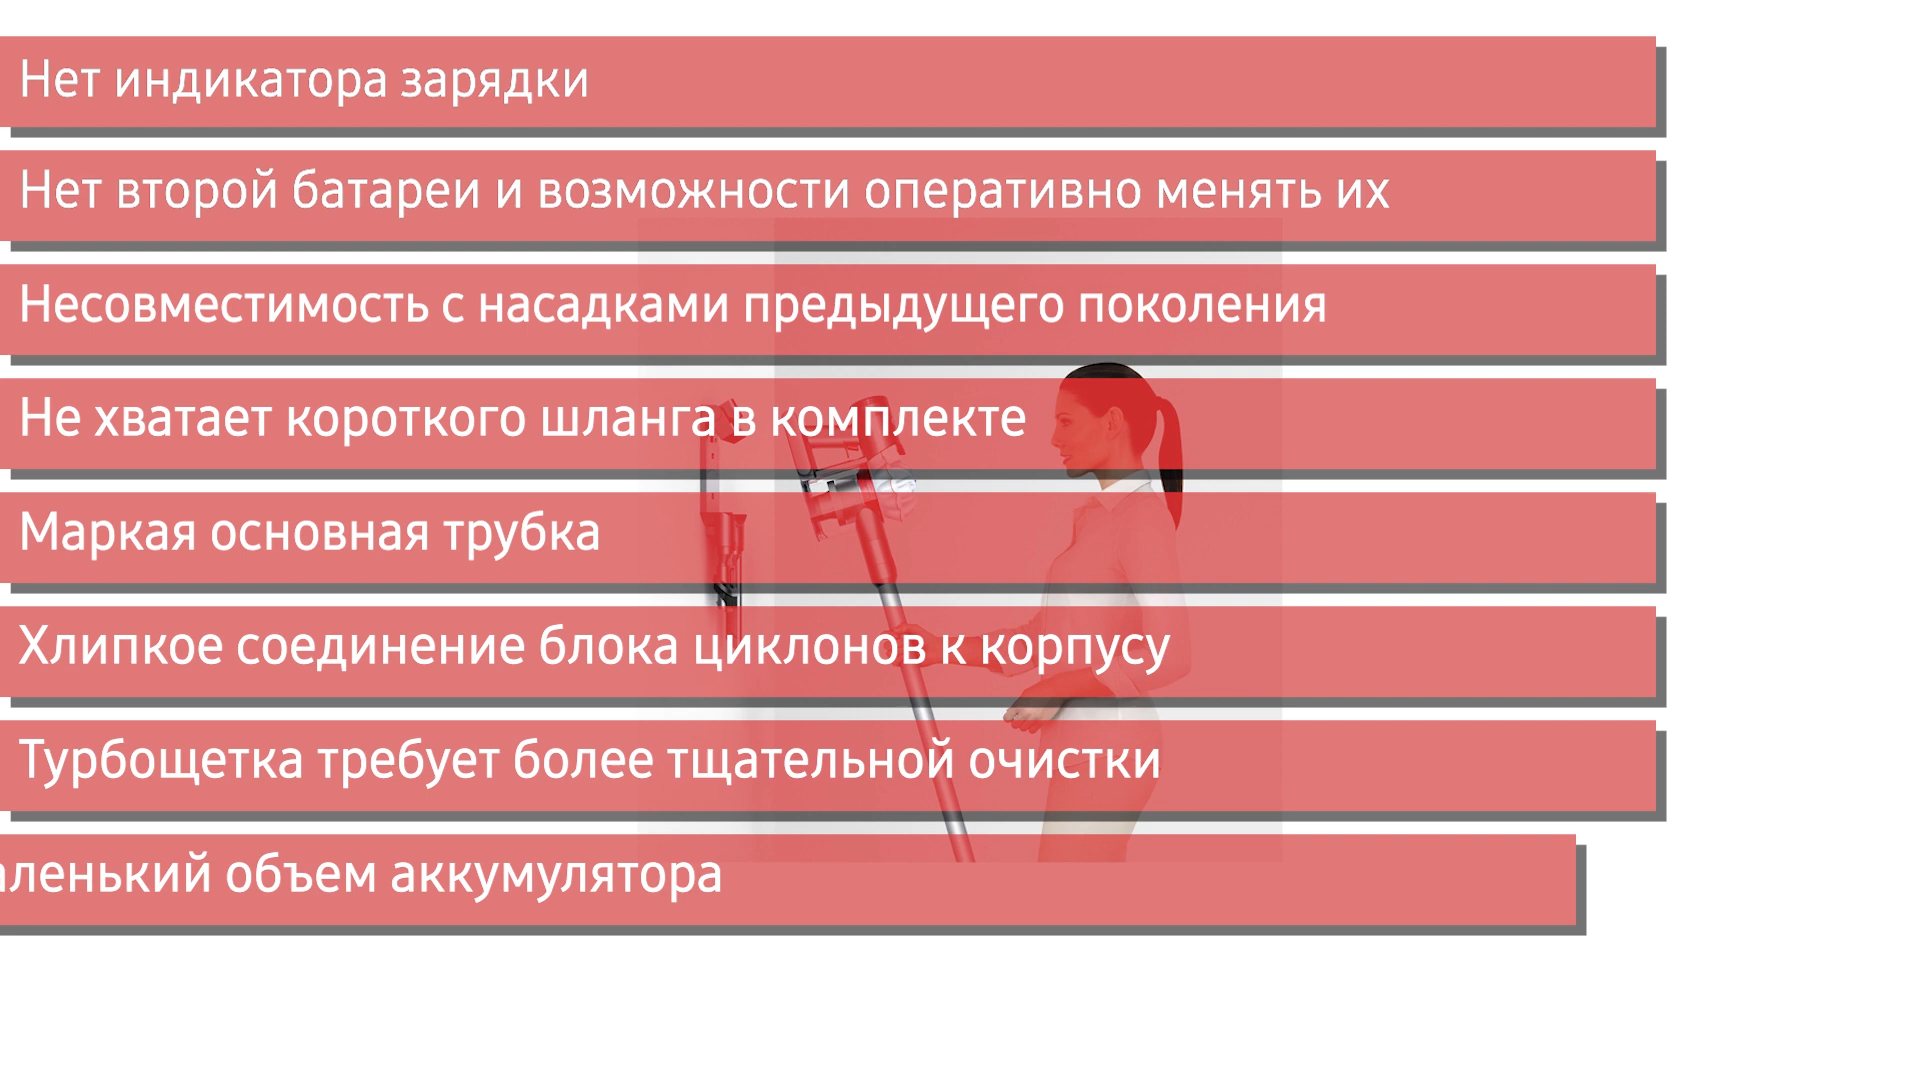 Нет индикатора зарядки
Нет второй батареи и возможности оперативно менять их
Несовместимость с насадками предыдущего поколения
Не хватает короткого шланга в комплекте
Маркая основная трубка
Хлипкое соединение блока циклонов к корпусу
Турбощетка требует более тщательной очистки
аленький объем аккумулятора